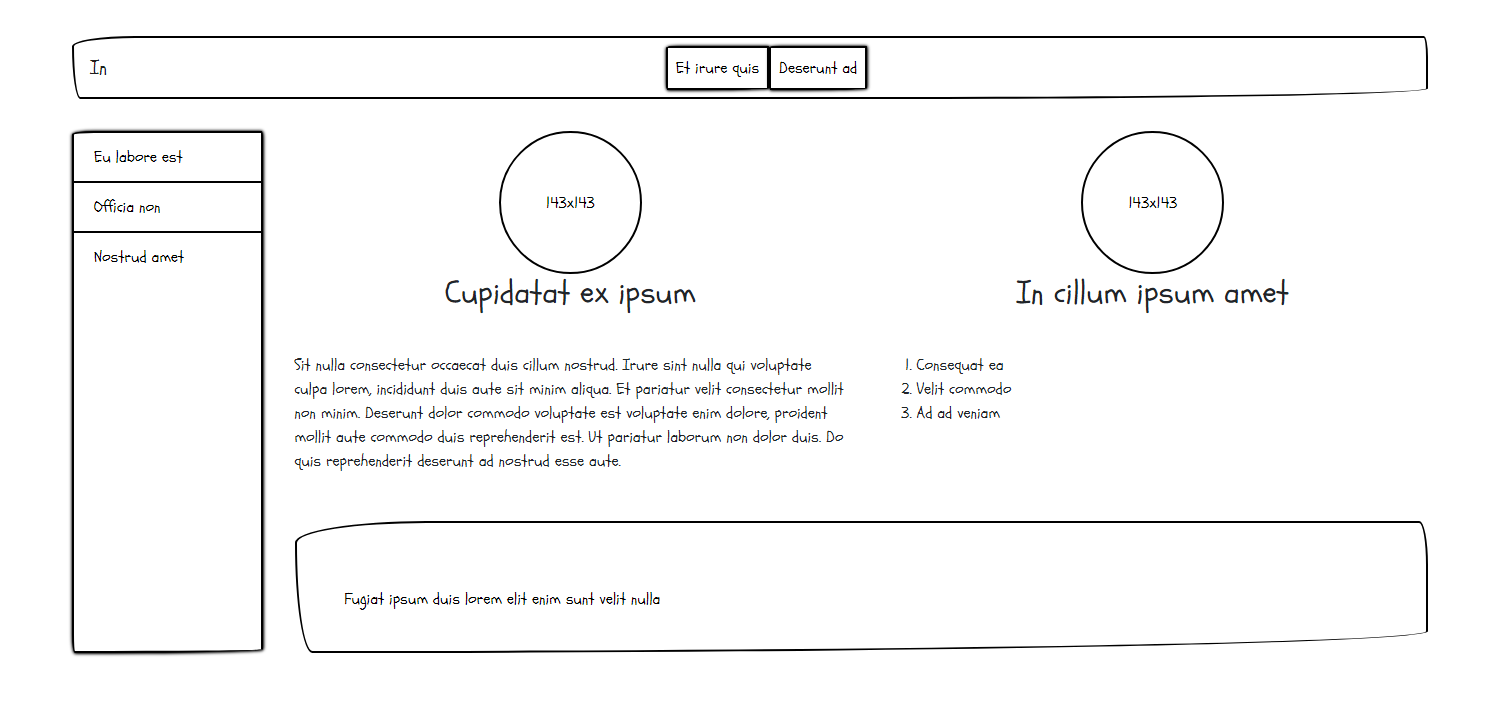 In
Et irure quis
Deserunt ad
Eu labore est
Officia non
Nostrud amet
143x143
Cupidatat ex ipsum
143x143
In cillum ipsum amet
Sit nulla consectetur occaecat duis cillum nostrud. Irure sint nulla qui voluptate
culpa lorem, incididunt duis aute sit minim aliqua. Et pariatur velit consectetur mollit
non minim. Deserunt dolor commodo voluptate est voluptate enim dolore, proident
mollit aute commodo duis reprehenderit est. Ut pariatur laborum non dolor duis. Do
quis reprehenderit deserunt ad nostrud esse aute.
1. Consequat ea
2. Velit commodo
3. Ad ad veniam
Fugiat ipsum duis lorem elit enim sunt velit nulla